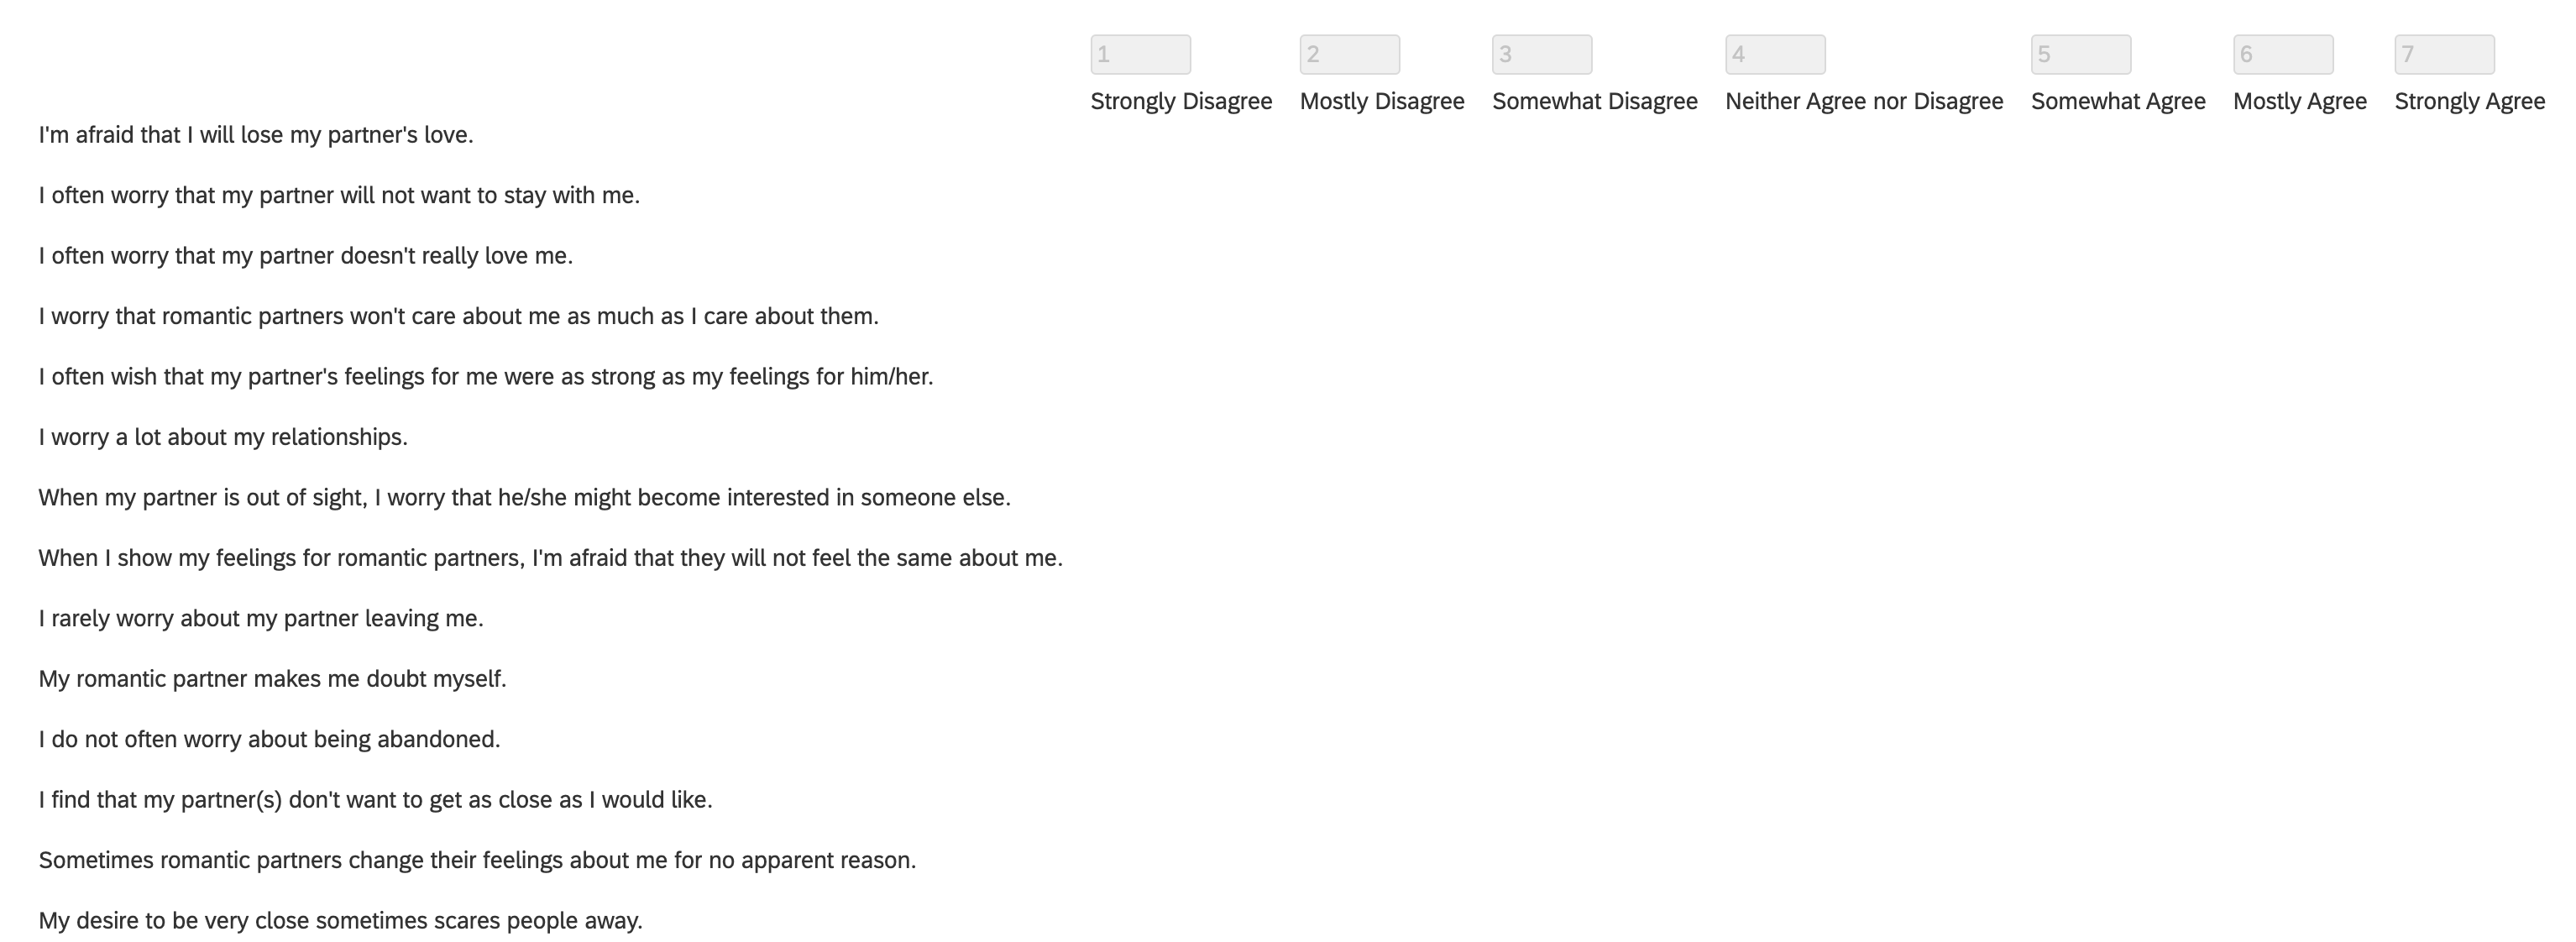 1 2 3 4 5 6 7
Strongly Disagree Mostly Disagree Somewhat Disagree Neither Agree nor Disagree Somewhat Agree Mostly Agree Strongly Agree
I'm afraid that I will lose my partner's love.
I often worry that my partner will not want to stay with me.
I often worry that my partner doesn't really love me.
I worry that romantic partners won't care about me as much as I care about them.
I often wish that my partner's feelings for me were as strong as my feelings for him/her.
I worry a lot about my relationships.
When my partner is out of sight, I worry that he/she might become interested in someone else.
When I show my feelings for romantic partners, I'm afraid that they will not feel the same about me.
I rarely worry about my partner leaving me.
My romantic partner makes me doubt myself.
I do not often worry about being abandoned.
I find that my partner(s) don't want to get as close as I would like.
Sometimes romantic partners change their feelings about me for no apparent reason.
My desire to be very close sometimes scares people away.